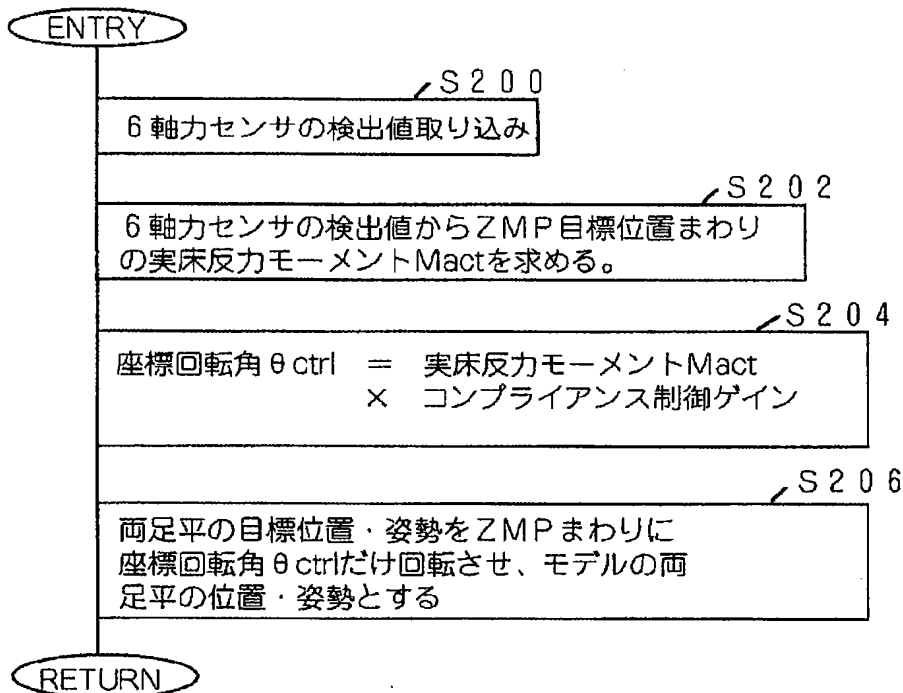 ENTRY
S200
6軸力センサの検出値取り込み
S202
6軸力センサの検出値からZMP目標位置まわり
の実床反力モーメントMactを求める。
S204
座標回転角θctrl = 実床反力モーメントMact
× コンプライアンス制御ゲイン
S206
両足平の目標位置・姿勢をZMPまわりに
座標回転角θctrlだけ回転させ、モデルの両
足平の位置・姿勢とする
RETURN